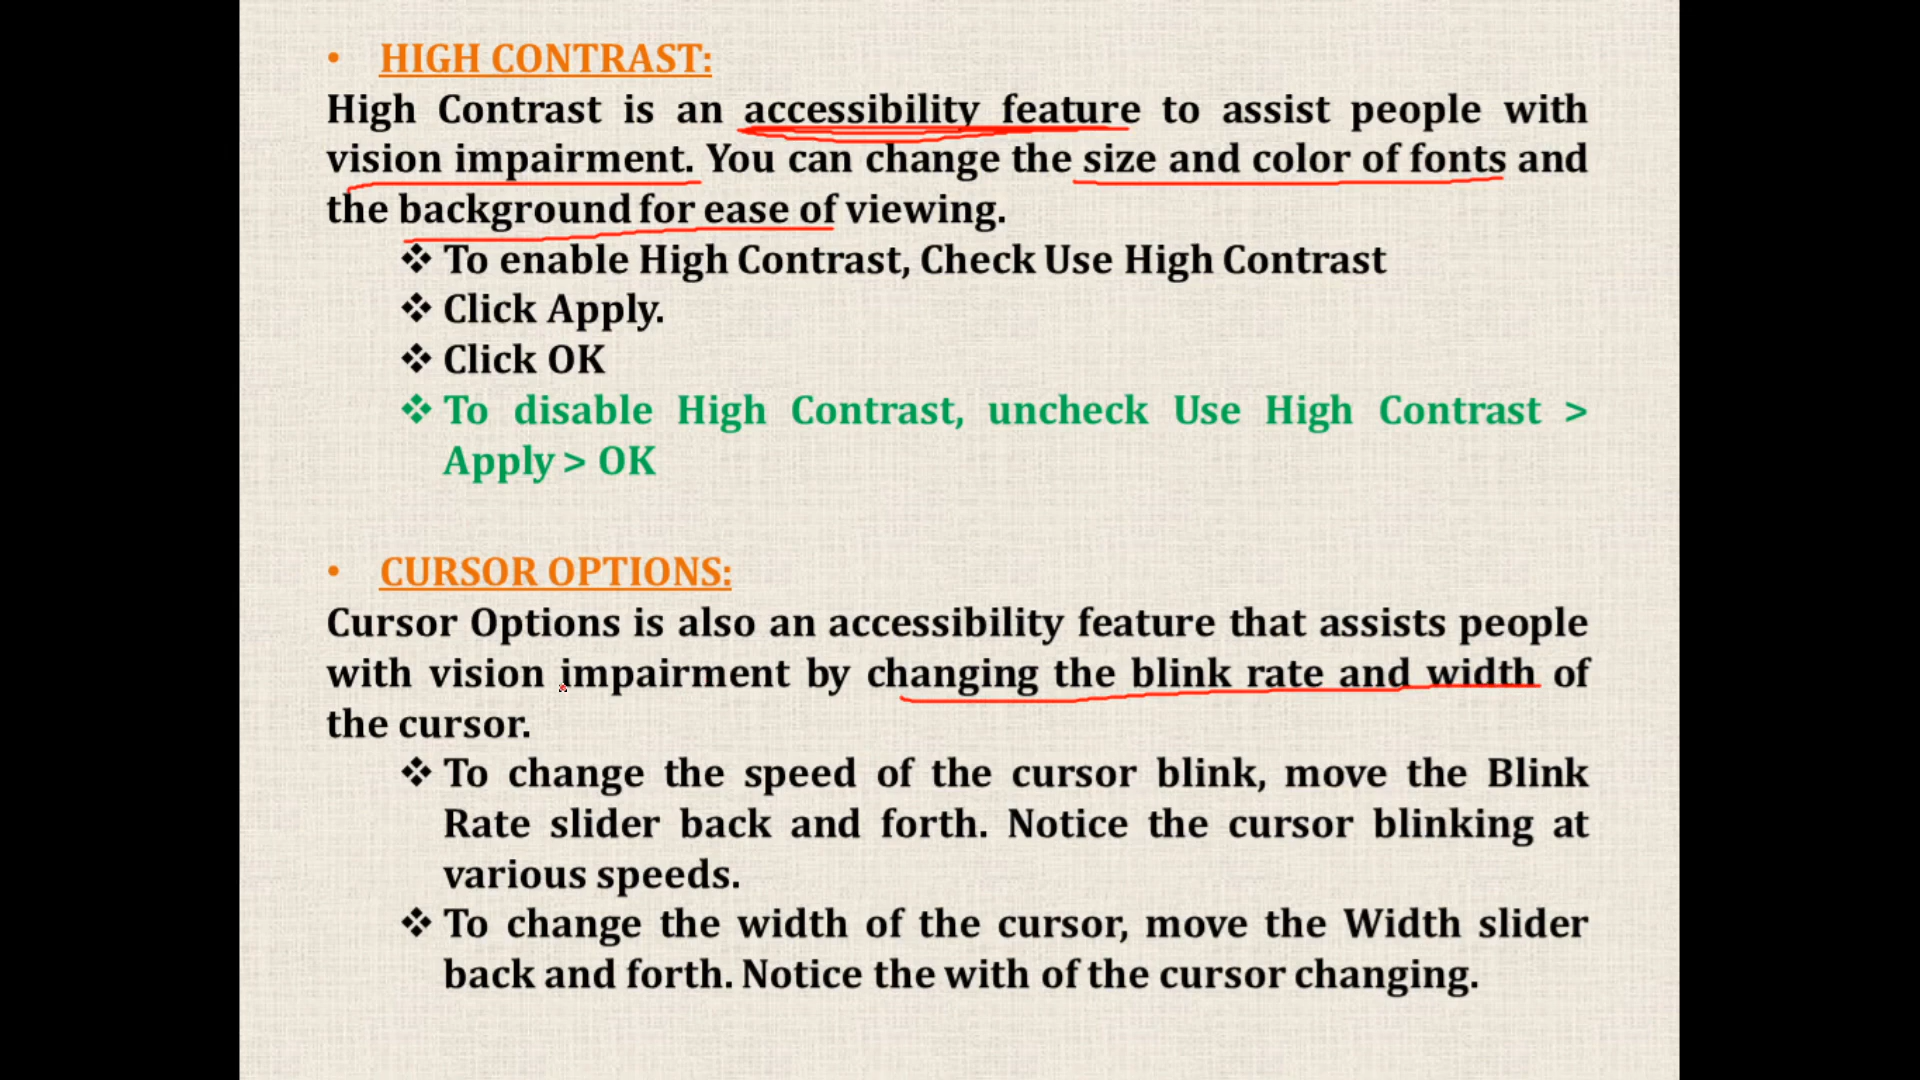 • HIGH CONTRAST:
High Contrast is an accessibility feature to assist people with
vision impairment. You can change the size and color of fonts and
the background for ease of viewing.
❖ To enable High Contrast, Check Use High Contrast
❖ Click Apply.
❖ Click OK
❖ To disable High Contrast, uncheck Use High Contrast >
Apply > OK
• CURSOR OPTIONS:
Cursor Options is also an accessibility feature that assists people
with vision impairment by changing the blink rate and width of
the cursor.
❖ To change the speed of the cursor blink, move the Blink
Rate slider back and forth. Notice the cursor blinking at
various speeds.
❖ To change the width of the cursor, move the Width slider
back and forth. Notice the with of the cursor changing.